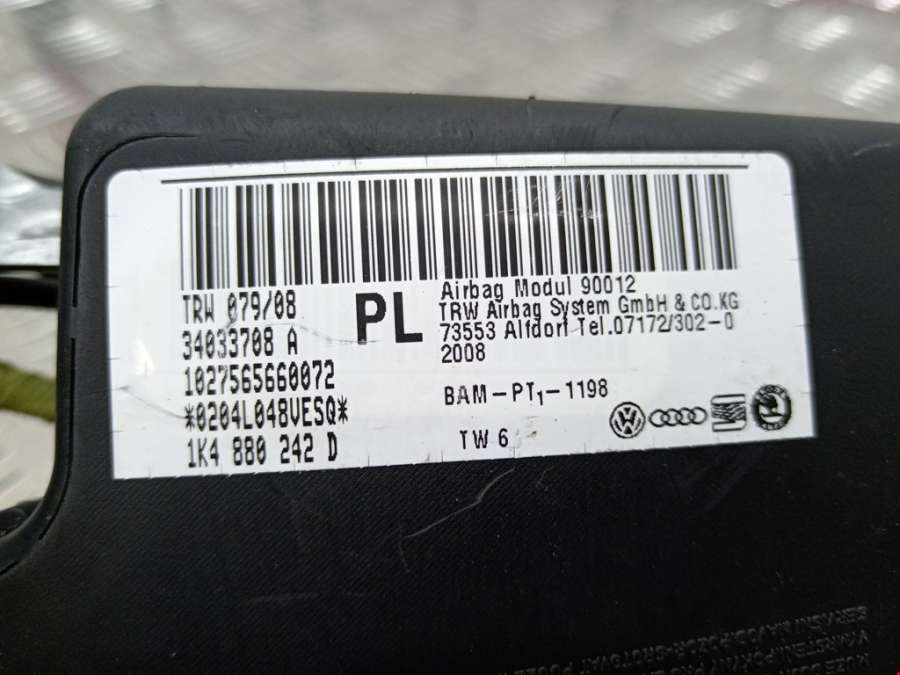 TRW 079/08
34033708 A
1027565660072
*0204L048VESQ*
1K4 880 242 D
PL
Airbag Modul 90012
TRW Airbag System GmbH & CO.KG
73553 Alfdorf Tel.07172/302-0
2008
BAM-PT1-1198
TW 6